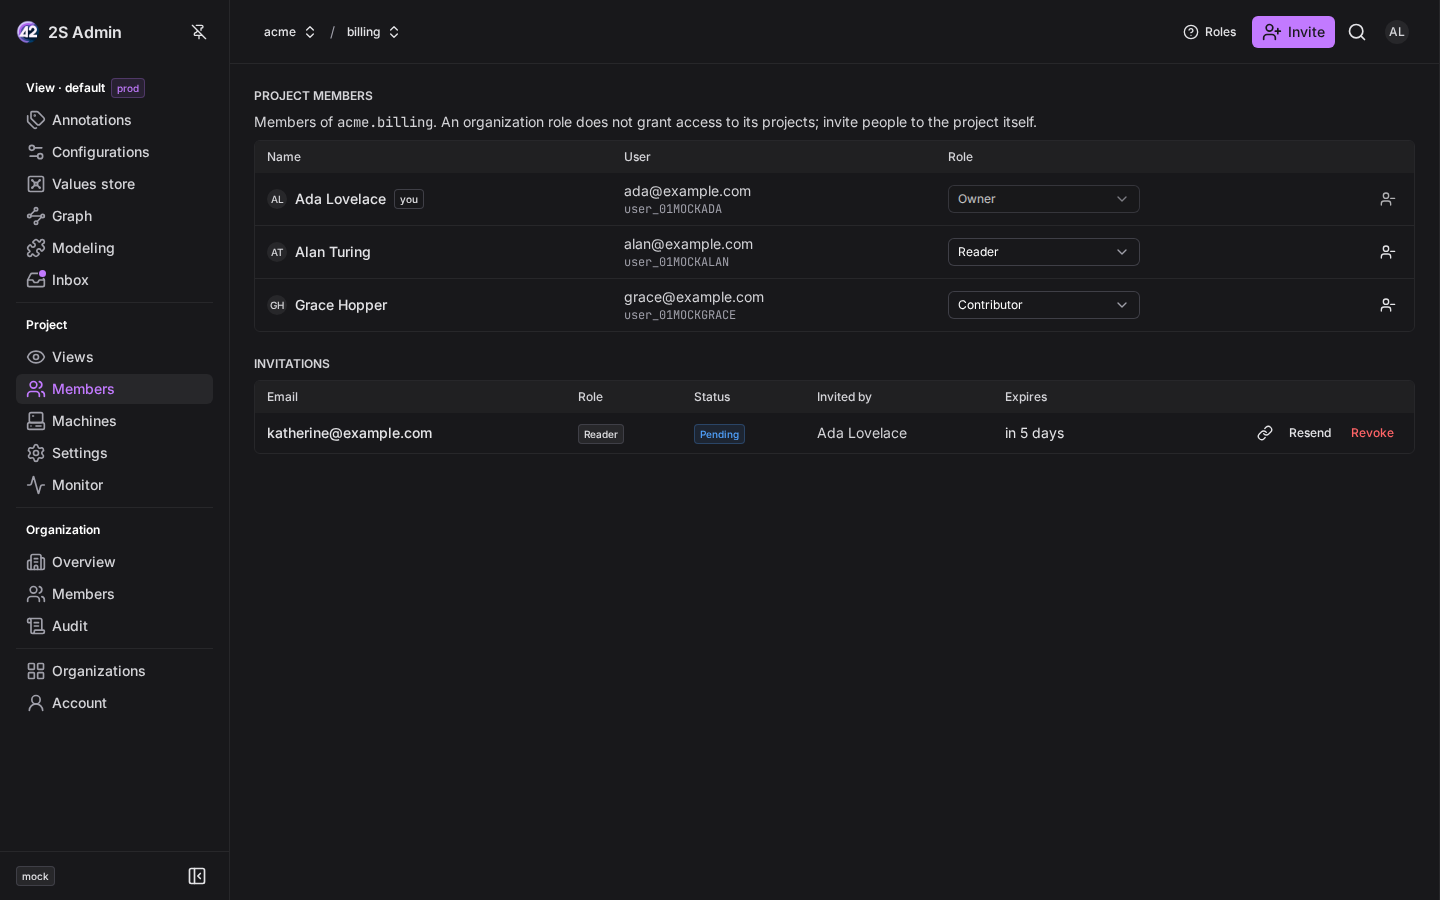 2S Admin
acme / billing
Roles
Invite
AL
View · default prod
Annotations
Configurations
Values store
Graph
Modeling
Inbox
Project
Views
Members
Machines
Settings
Monitor
Organization
Overview
Members
Audit
Organizations
Account
mock
PROJECT MEMBERS
Members of acme.billing. An organization role does not grant access to its projects; invite people to the project itself.
Name User Role
AL Ada Lovelace you ada@example.com Owner
user_01MOCKADA
AT Alan Turing alan@example.com Reader
user_01MOCKALAN
GH Grace Hopper grace@example.com Contributor
user_01MOCKGRACE
INVITATIONS
Email Role Status Invited by Expires
katherine@example.com Reader Pending Ada Lovelace in 5 days Resend Revoke